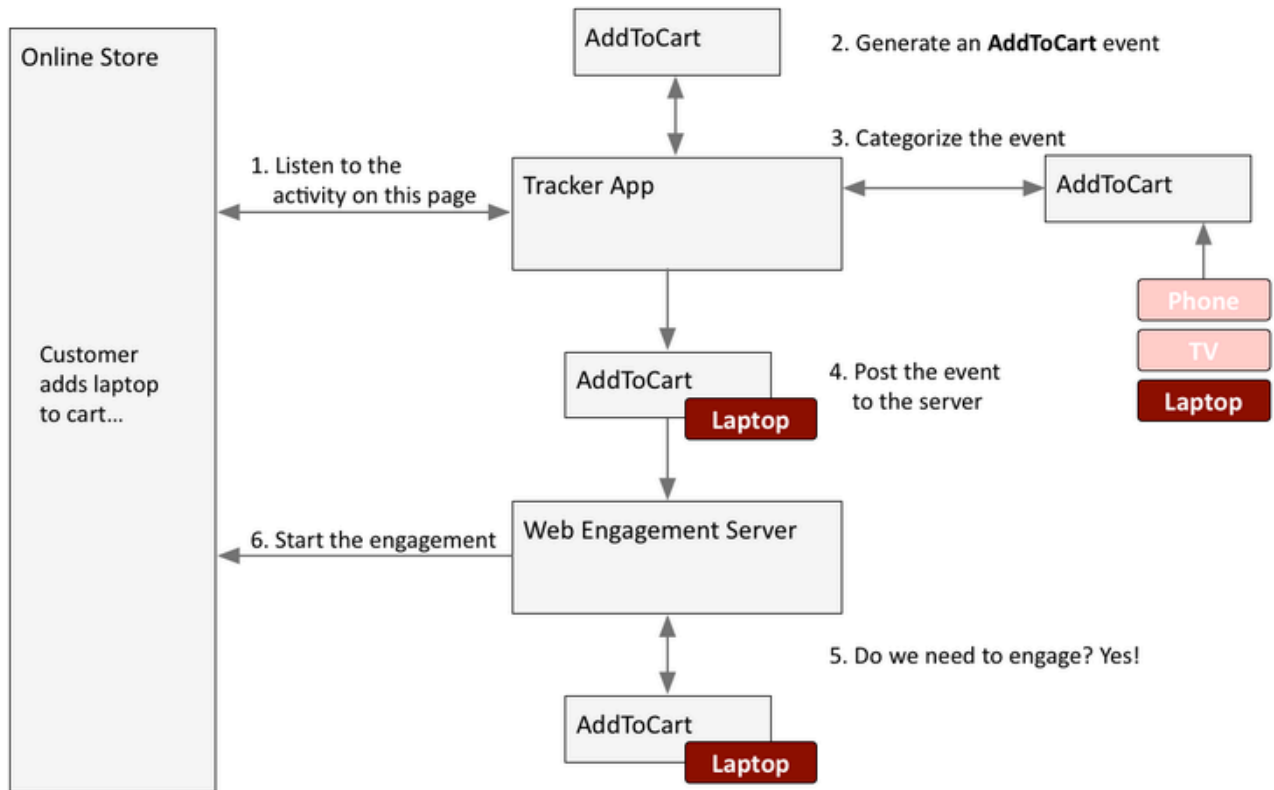 Online Store
AddToCart
2. Generate an AddToCart event
3. Categorize the event
1. Listen to the
activity on this page
Tracker App
AddToCart
Phone
TV
Laptop
Customer
adds laptop
to cart...
AddToCart
Laptop
4. Post the event
to the server
6. Start the engagement
Web Engagement Server
5. Do we need to engage? Yes!
AddToCart
Laptop